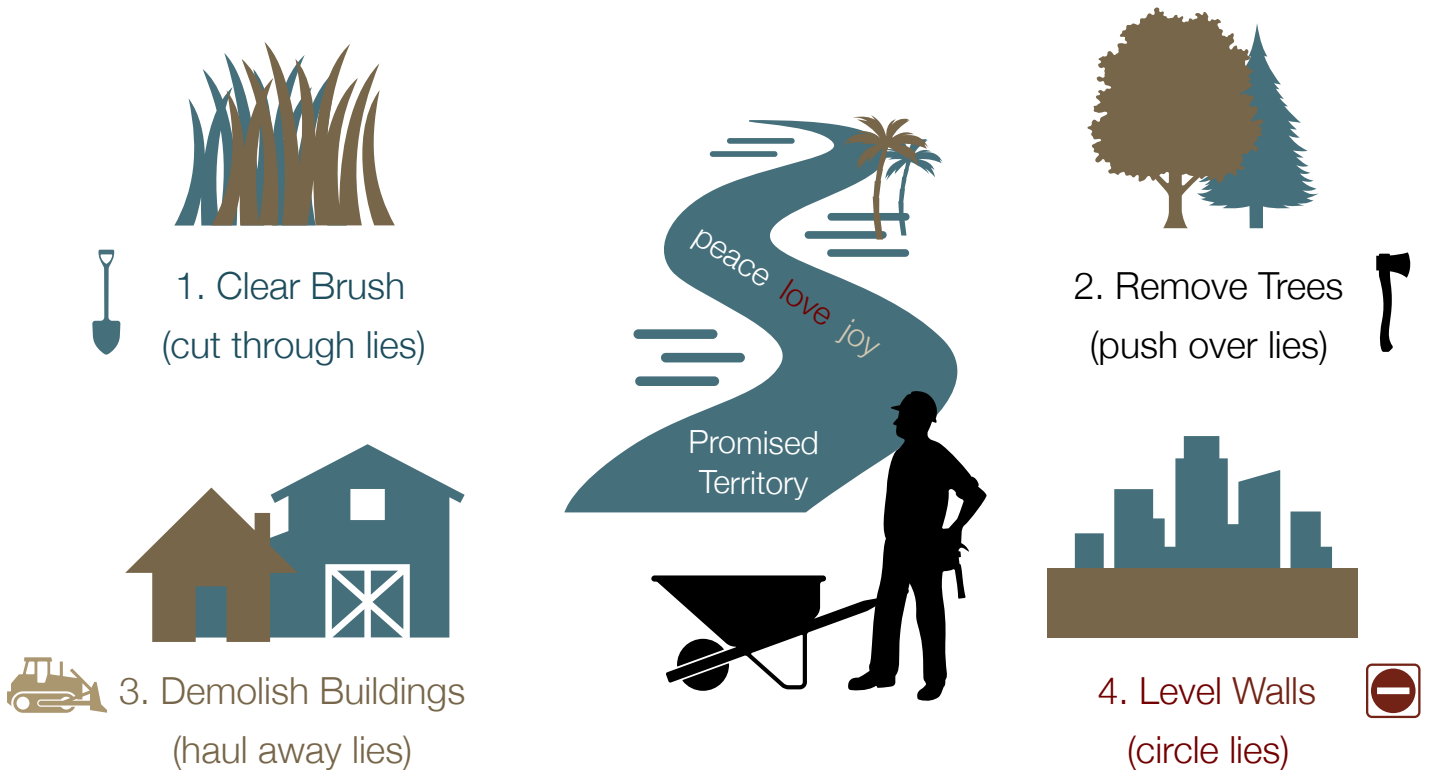 1. Clear Brush
(cut through lies)
2. Remove Trees
(push over lies)
peace love joy
Promised
Territory
3. Demolish Buildings
(haul away lies)
4. Level Walls
(circle lies)